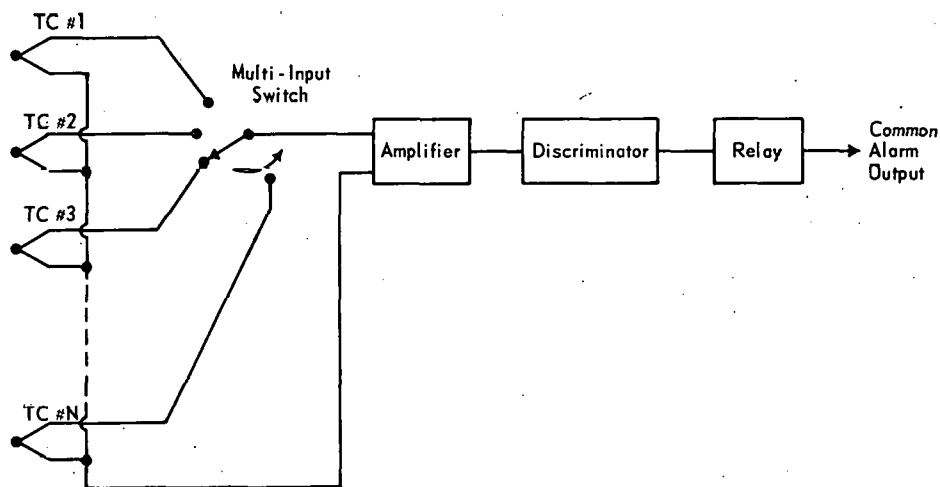 TC #1
Multi-Input
Switch
TC #2
TC #3
TC #N
Amplifier
Discriminator
Relay
Common
Alarm
Output